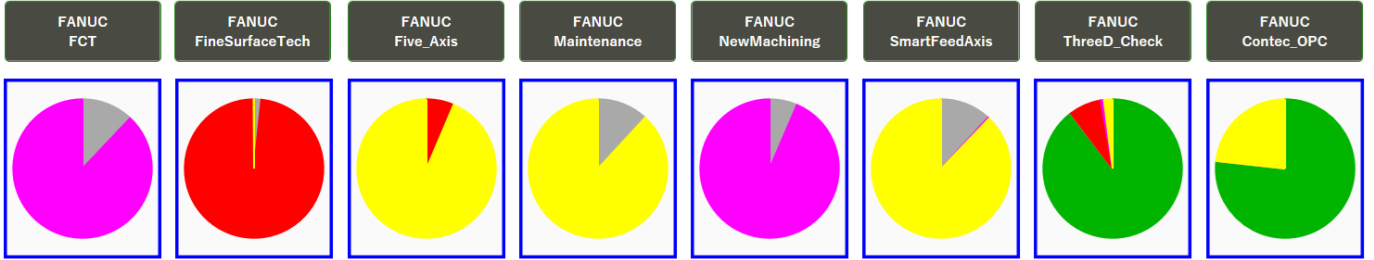 FANUC
FCT
FANUC
FineSurfaceTech
FANUC
Five_Axis
FANUC
Maintenance
FANUC
NewMachining
FANUC
SmartFeedAxis
FANUC
ThreeD_Check
FANUC
Contec_OPC